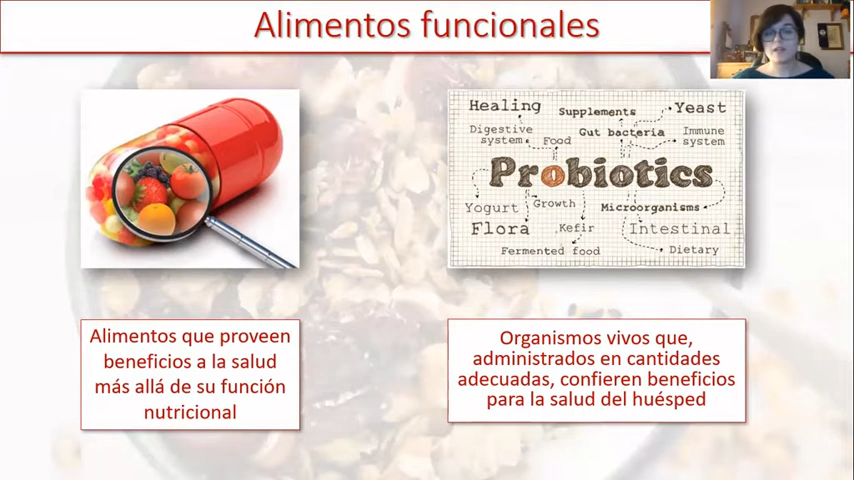 Alimentos funcionales
Healing
Supplements
Yeast
Digestive
system
Food
Gut bacteria
Immune
system
Probiotics
Yogurt
Growth
Microorganisms
Flora
Kefir
Intestinal
Fermented food
Dietary
Alimentos que proveen
beneficios a la salud
más allá de su función
nutricional
Organismos vivos que,
administrados en cantidades
adecuadas, confieren beneficios
para la salud del huésped